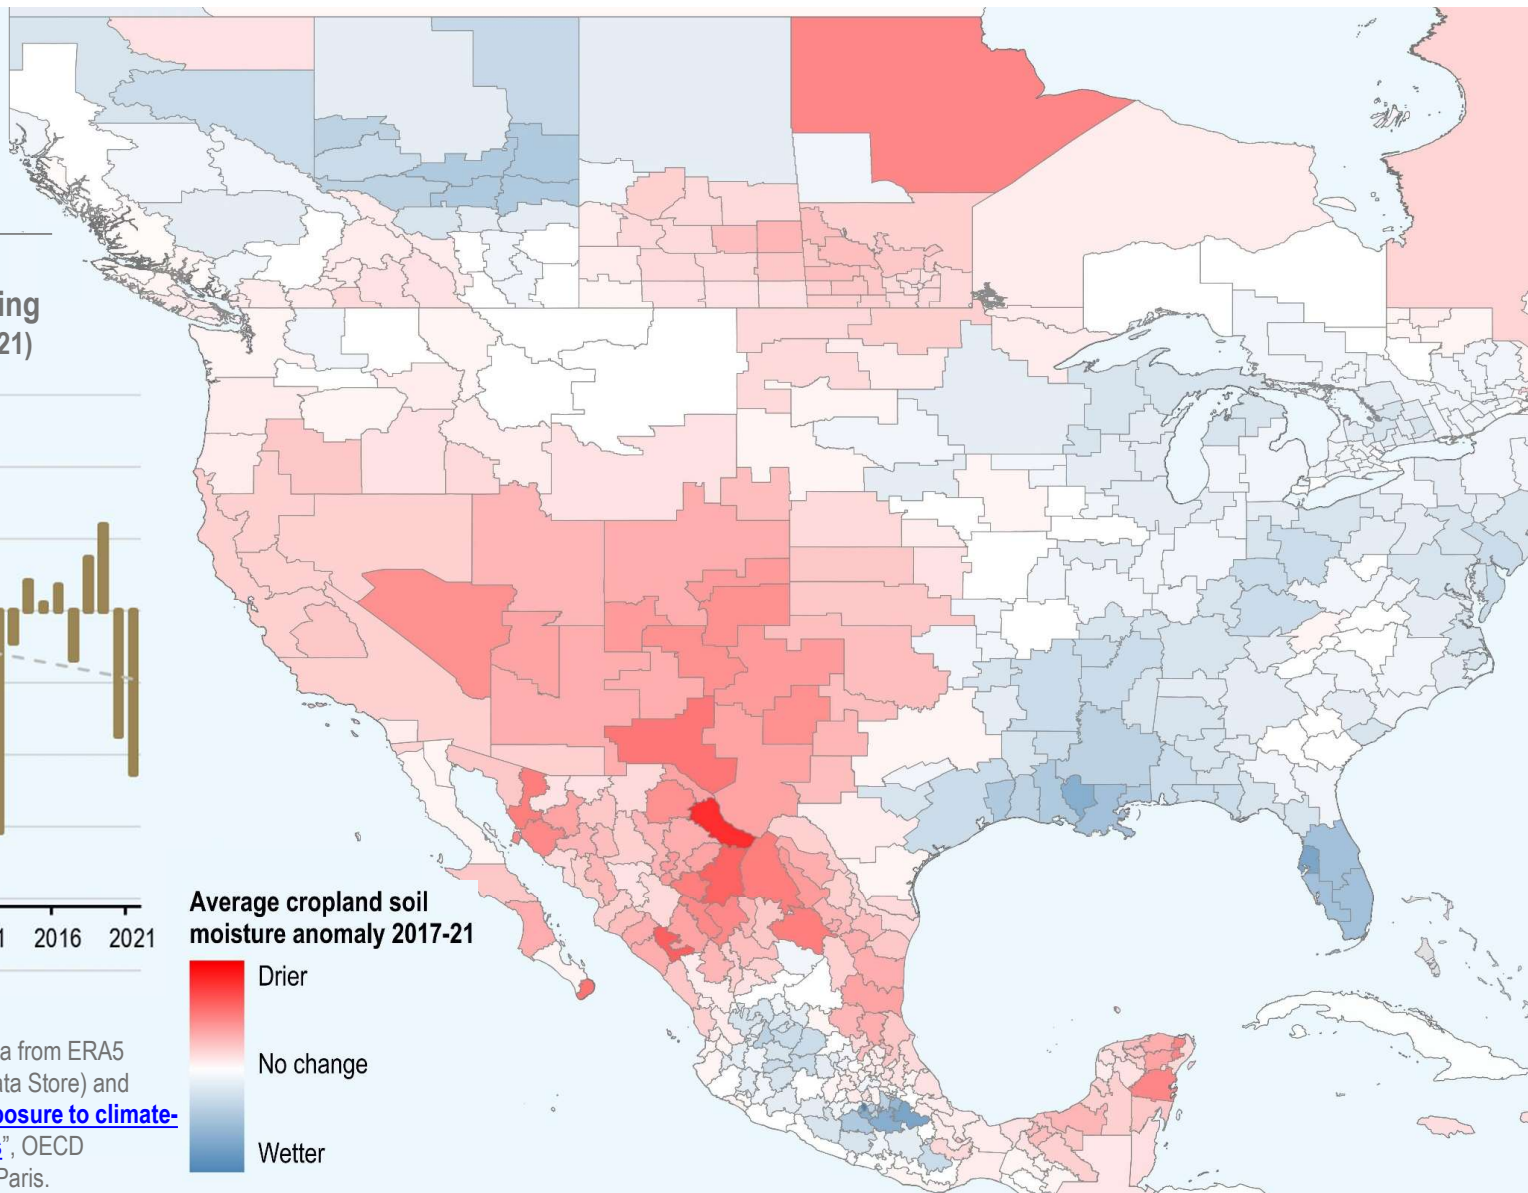 ing
21)
1 2016 2021
a from ERA5
ata Store) and
posure to climate-
s”, OECD
Paris.
Average cropland soil
moisture anomaly 2017-21
Drier
No change
Wetter